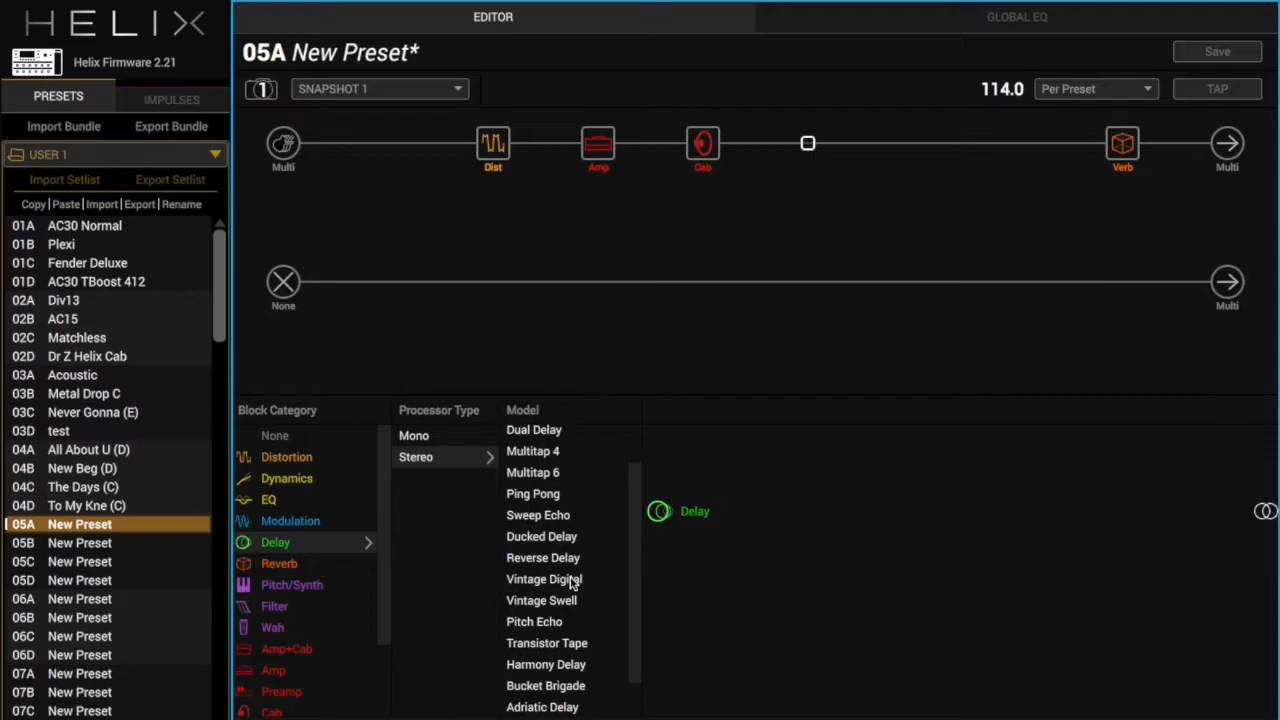 HELIX
Helix Firmware 2.21
PRESETS
IMPULSES
Import Bundle
Export Bundle
USER 1
Import Setlist
Export Setlist
Copy|Paste|Import|Export|Rename
01A AC30 Normal
01B Plexi
01C Fender Deluxe
01D AC30 TBoost 412
02A Div13
02B AC15
02C Matchless
02D Dr Z Helix Cab
03A Acoustic
03B Metal Drop C
03C Never Gonna (E)
03D test
04A All About U (D)
04B New Beg (D)
04C The Days (C)
04D To My Kne (C)
05A New Preset
05B New Preset
05C New Preset
05D New Preset
06A New Preset
06B New Preset
06C New Preset
06D New Preset
07A New Preset
07B New Preset
07C New Preset
EDITOR
GLOBAL EQ
05A New Preset*
Save
1
SNAPSHOT 1
114.0
Per Preset
TAP
Multi
Dist
Amp
Cab
Verb
Multi
None
Multi
Block Category
None
Distortion
Dynamics
EQ
Modulation
Delay
Reverb
Pitch/Synth
Filter
Wah
Amp+Cab
Amp
Preamp
Cab
Processor Type
Mono
Stereo
Model
Dual Delay
Multitap 4
Multitap 6
Ping Pong
Sweep Echo
Ducked Delay
Reverse Delay
Vintage Digital
Vintage Swell
Pitch Echo
Transistor Tape
Harmony Delay
Bucket Brigade
Adriatic Delay
Delay